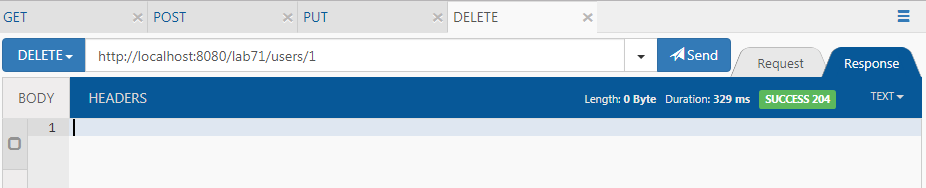 GET POST PUT DELETE
DELETE http://localhost:8080/lab71/users/1 Send Request Response
BODY HEADERS Length: 0 Byte Duration: 329 ms SUCCESS 204 TEXT
1